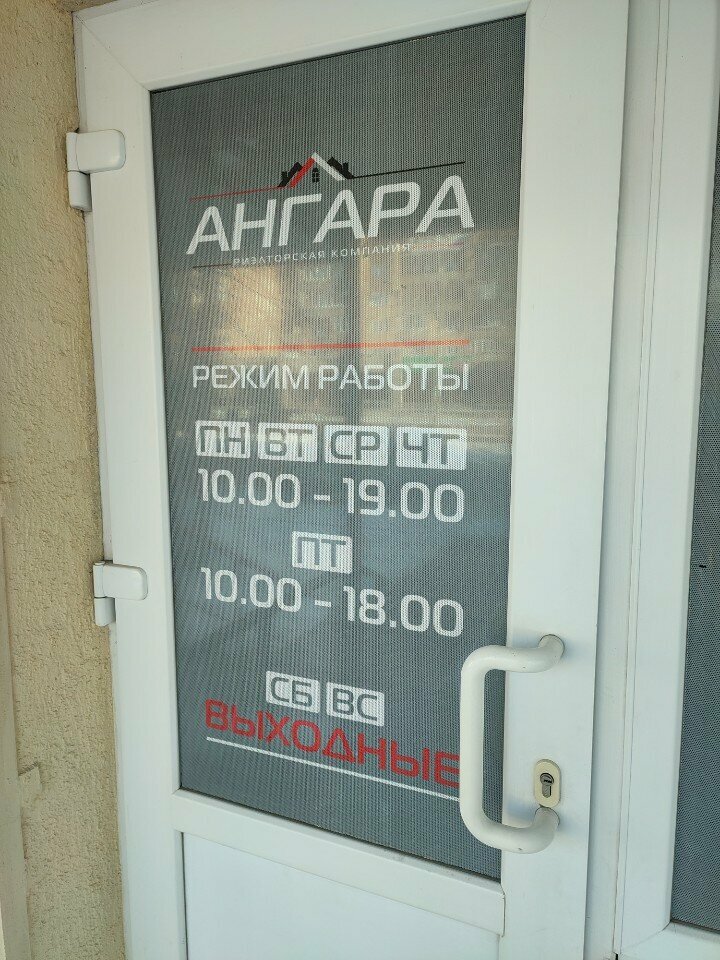 АНГАРА
РИЭЛТОРСКАЯ КОМПАНИЯ
РЕЖИМ РАБОТЫ
ПН ВТ СР ЧТ
10.00 - 19.00
ПТ
10.00 - 18.00
СБ ВС
ВЫХОДНЫЕ